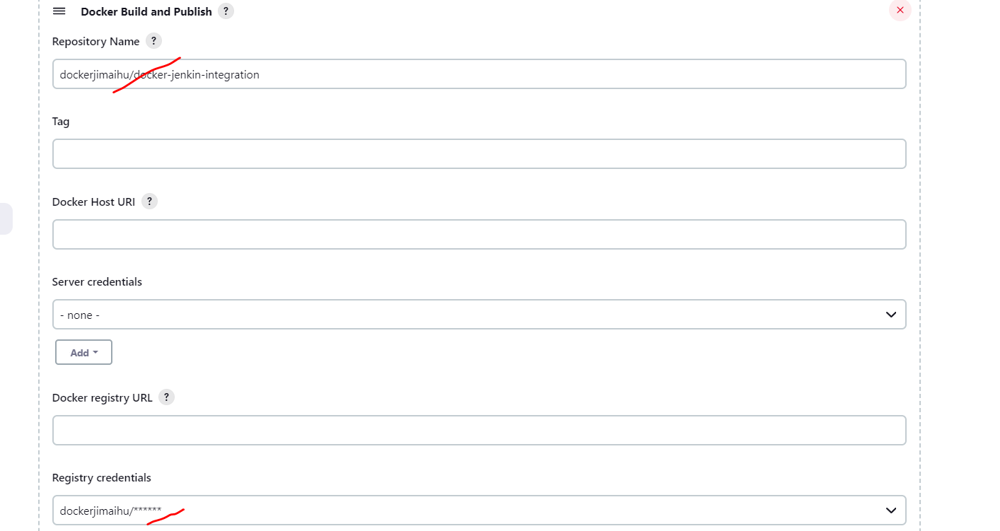 Docker Build and Publish ?
Repository Name ?
dockerjimaihu/docker-jenkin-integration
Tag
Docker Host URI ?
Server credentials
- none -
Add
Docker registry URL ?
Registry credentials
dockerjimaihu/******